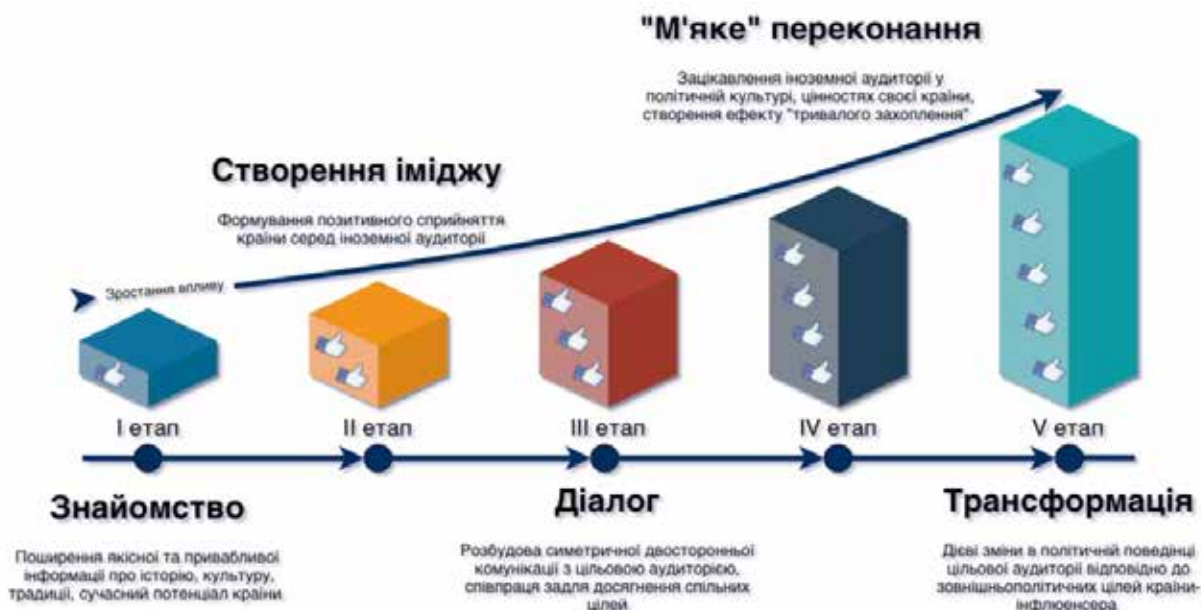 "М'яке" переконання
Зацікавлення іноземної аудиторії у
політичній культурі, цінностях своєї країни,
створення ефекту "тривалого захоплення"
Створення іміджу
Формування позитивного сприйняття
країни серед іноземної аудиторії
Зростання впливу
І етап
ІІ етап
ІІІ етап
IV етап
V етап
Знайомство
Поширення якісної та привабливої
інформації про історію, культуру,
традиції, сучасний потенціал країни
Діалог
Розбудова симетричної двосторонньої
комунікації з цільовою аудиторією,
співпраця задля досягнення спільних
цілей
Трансформація
Дієві зміни в політичній поведінці
цільової аудиторії відповідно до
зовнішньополітичних цілей країни-
інфлюенсера